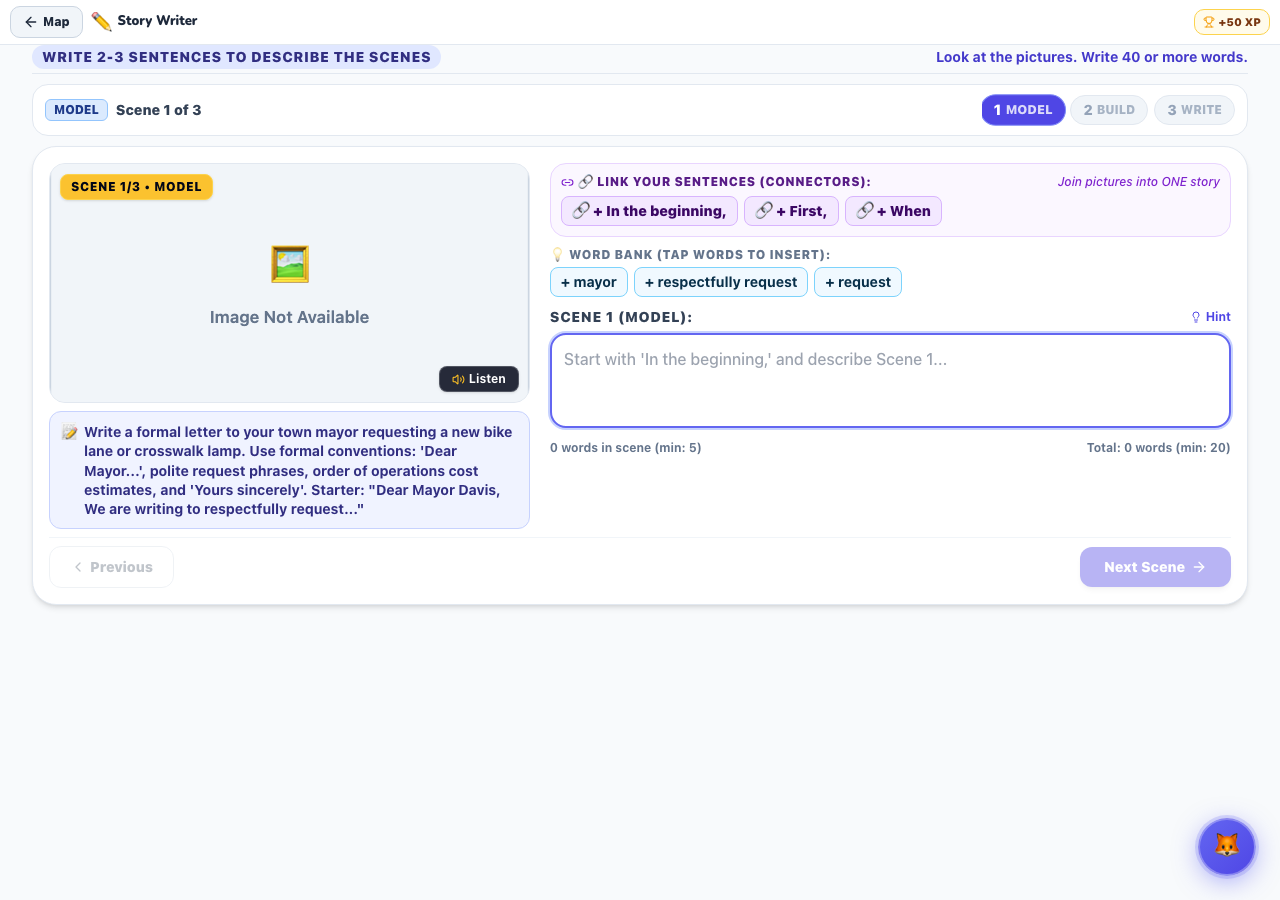 Map
Story Writer
+50 XP
WRITE 2-3 SENTENCES TO DESCRIBE THE SCENES
Look at the pictures. Write 40 or more words.
MODEL
Scene 1 of 3
1 MODEL
2 BUILD
3 WRITE
SCENE 1/3 • MODEL
Image Not Available
Listen
Write a formal letter to your town mayor requesting a new bike
lane or crosswalk lamp. Use formal conventions: 'Dear
Mayor...', polite request phrases, order of operations cost
estimates, and 'Yours sincerely'. Starter: "Dear Mayor Davis,
We are writing to respectfully request..."
LINK YOUR SENTENCES (CONNECTORS):
Join pictures into ONE story
+ In the beginning,
+ First,
+ When
WORD BANK (TAP WORDS TO INSERT):
+ mayor
+ respectfully request
+ request
SCENE 1 (MODEL):
Hint
Start with 'In the beginning,' and describe Scene 1...
0 words in scene (min: 5)
Total: 0 words (min: 20)
Previous
Next Scene